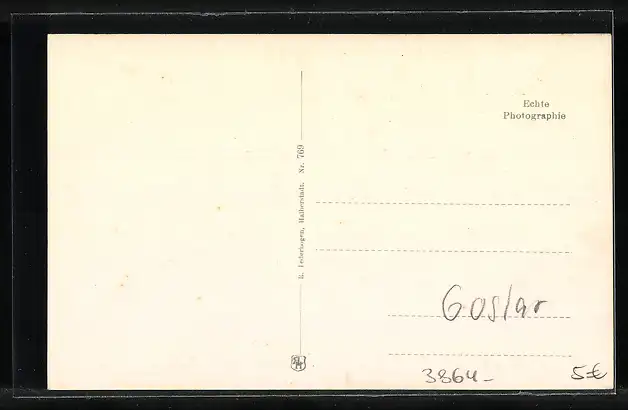 Echte
Photographie
R. Lederbogen, Halberstadt. Nr. 769
Goslar
3864-
5€